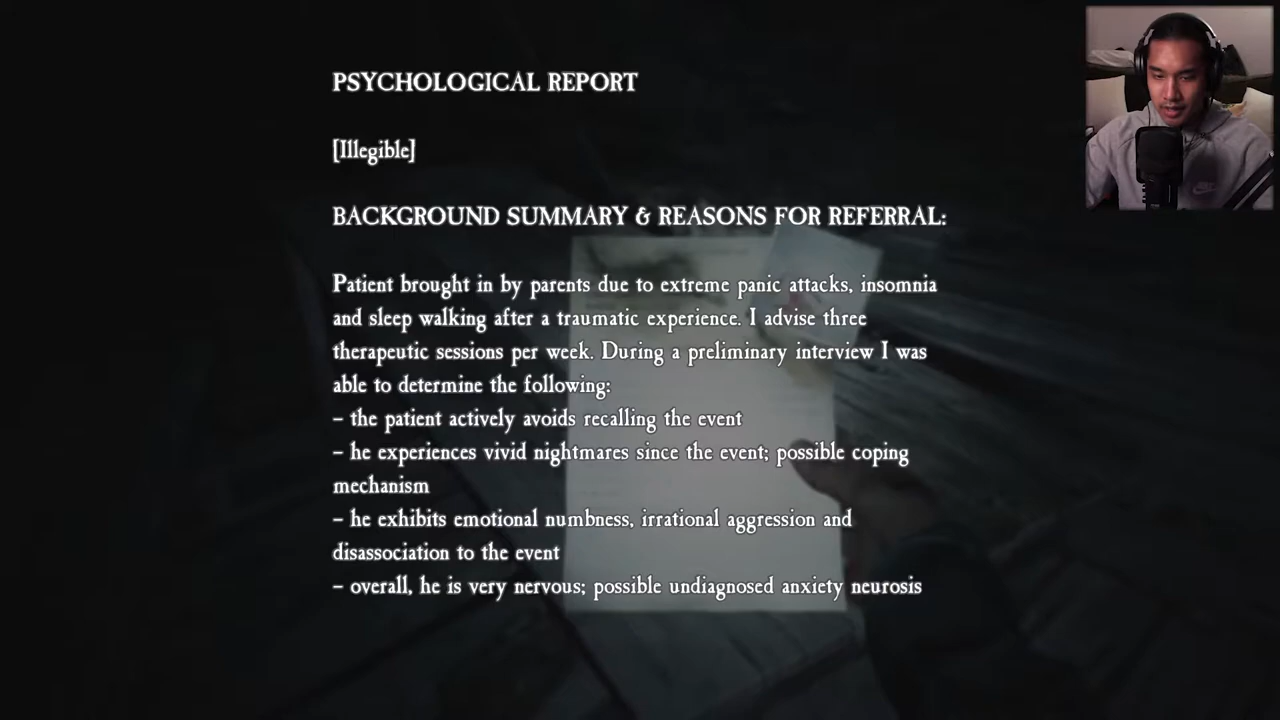 PSYCHOLOGICAL REPORT
[Illegible]
BACKGROUND SUMMARY & REASONS FOR REFERRAL:
Patient brought in by parents due to extreme panic attacks, insomnia
and sleep walking after a traumatic experience. I advise three
therapeutic sessions per week. During a preliminary interview I was
able to determine the following:
– the patient actively avoids recalling the event
– he experiences vivid nightmares since the event; possible coping
mechanism
– he exhibits emotional numbness, irrational aggression and
disassociation to the event
– overall, he is very nervous; possible undiagnosed anxiety neurosis